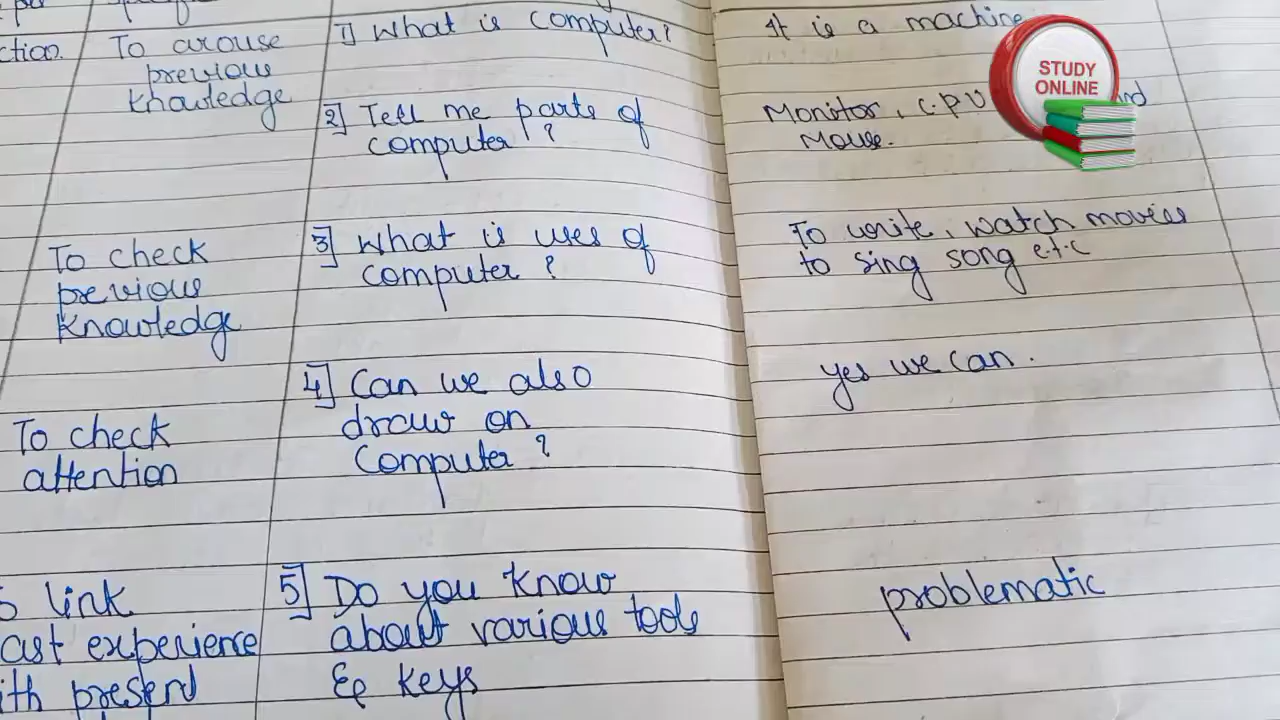 per
ction.
To arouse
previous
knowledge
1] What is computer?
It is a machine
2] Tell me parts of
computer?
Monitor, C.P.U
Mouse.
To check
previous
knowledge
3] What is uses of
computer?
To write, watch movies
to sing song e.t.c
To check
attention
4] Can we also
draw on
computer?
yes we can.
link
ast experience
ith present
5] Do you know
about various tools
& keys
problematic
STUDY
ONLINE